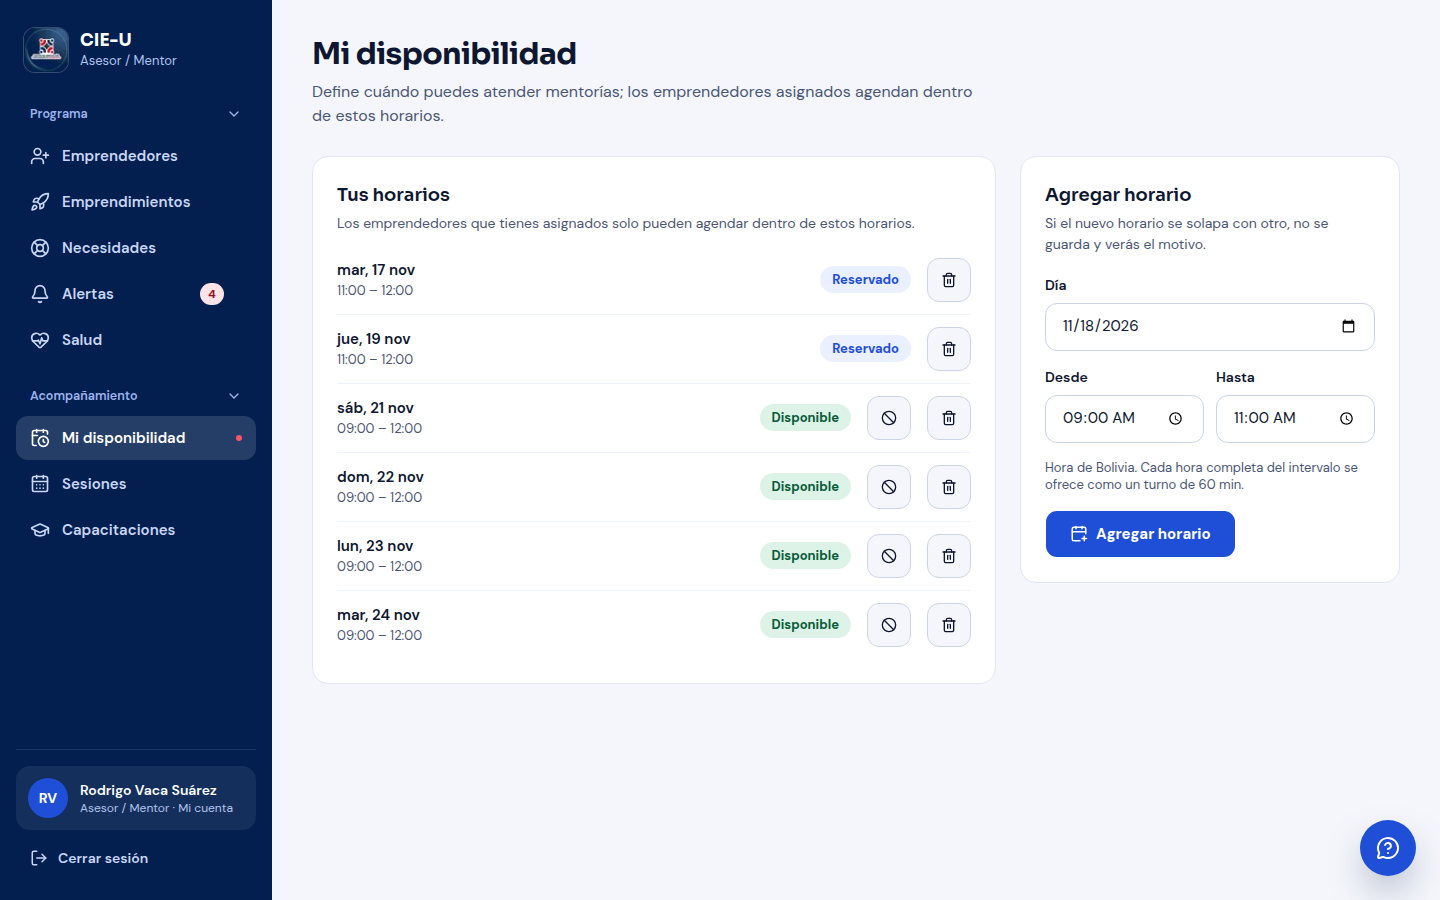 CIE-U
Asesor / Mentor
Programa
Emprendedores
Emprendimientos
Necesidades
Alertas
4
Salud
Acompañamiento
Mi disponibilidad
Sesiones
Capacitaciones
RV
Rodrigo Vaca Suárez
Asesor / Mentor · Mi cuenta
Cerrar sesión
Mi disponibilidad
Define cuándo puedes atender mentorías; los emprendedores asignados agendan dentro
de estos horarios.
Tus horarios
Los emprendedores que tienes asignados solo pueden agendar dentro de estos horarios.
mar, 17 nov
11:00 – 12:00
Reservado
jue, 19 nov
11:00 – 12:00
Reservado
sáb, 21 nov
09:00 – 12:00
Disponible
dom, 22 nov
09:00 – 12:00
Disponible
lun, 23 nov
09:00 – 12:00
Disponible
mar, 24 nov
09:00 – 12:00
Disponible
Agregar horario
Si el nuevo horario se solapa con otro, no se
guarda y verás el motivo.
Día
11/18/2026
Desde
Hasta
09:00 AM
11:00 AM
Hora de Bolivia. Cada hora completa del intervalo se
ofrece como un turno de 60 min.
Agregar horario